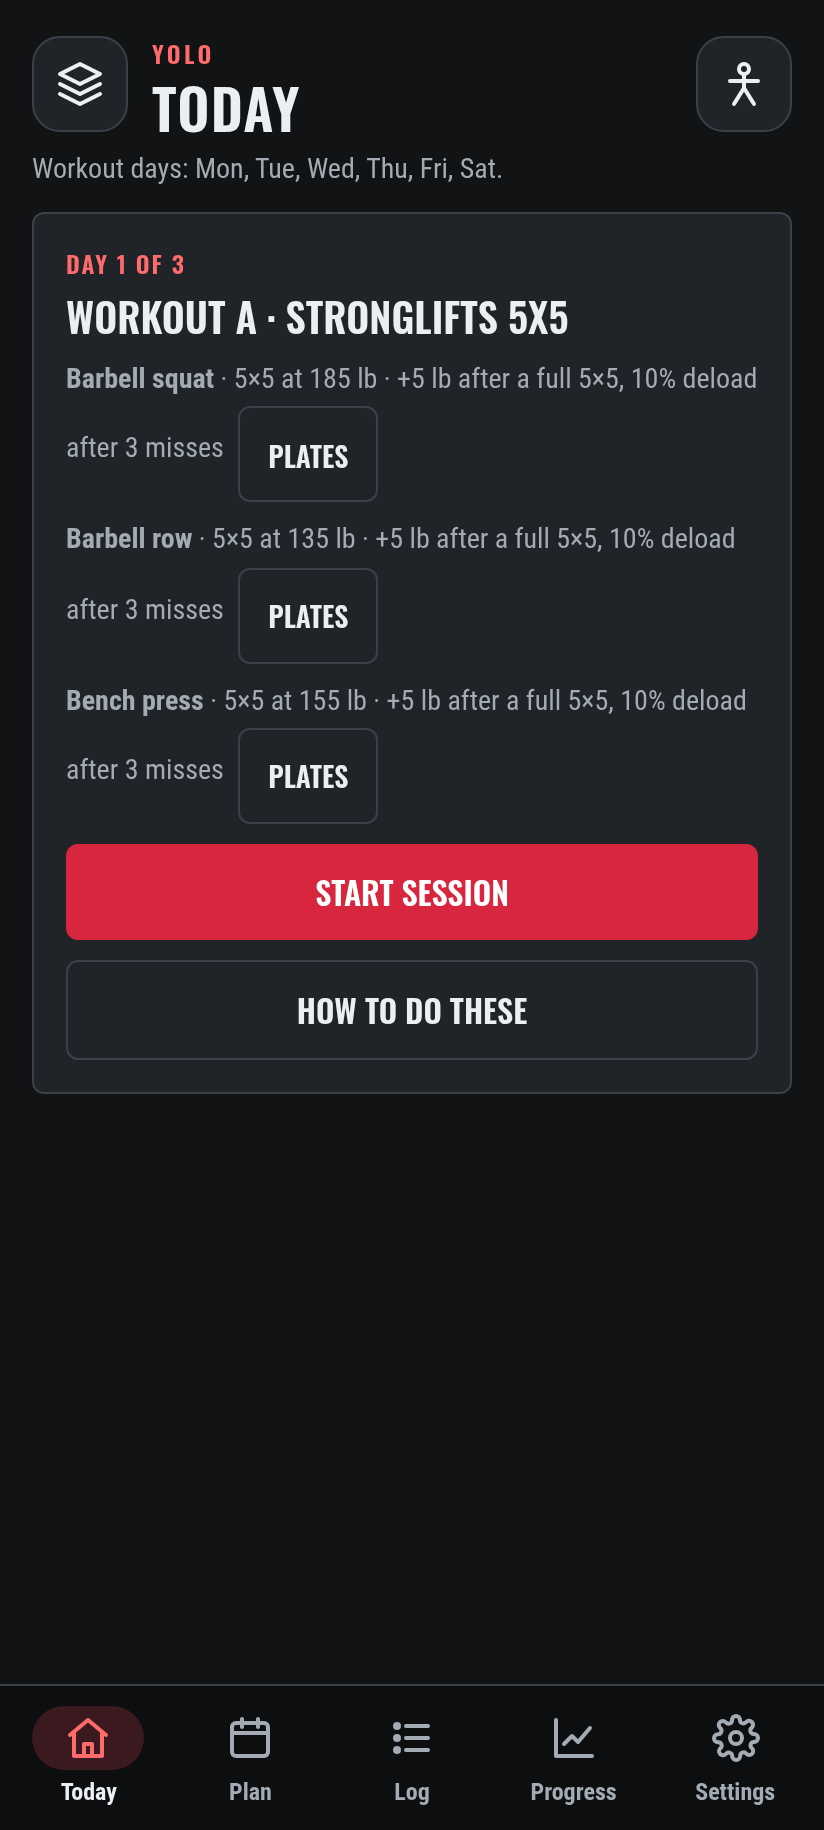 YOLO
TODAY
Workout days: Mon, Tue, Wed, Thu, Fri, Sat.
DAY 1 OF 3
WORKOUT A · STRONGLIFTS 5X5
Barbell squat · 5×5 at 185 lb · +5 lb after a full 5×5, 10% deload
after 3 misses PLATES
Barbell row · 5×5 at 135 lb · +5 lb after a full 5×5, 10% deload
after 3 misses PLATES
Bench press · 5×5 at 155 lb · +5 lb after a full 5×5, 10% deload
after 3 misses PLATES
START SESSION
HOW TO DO THESE
Today Plan Log Progress Settings